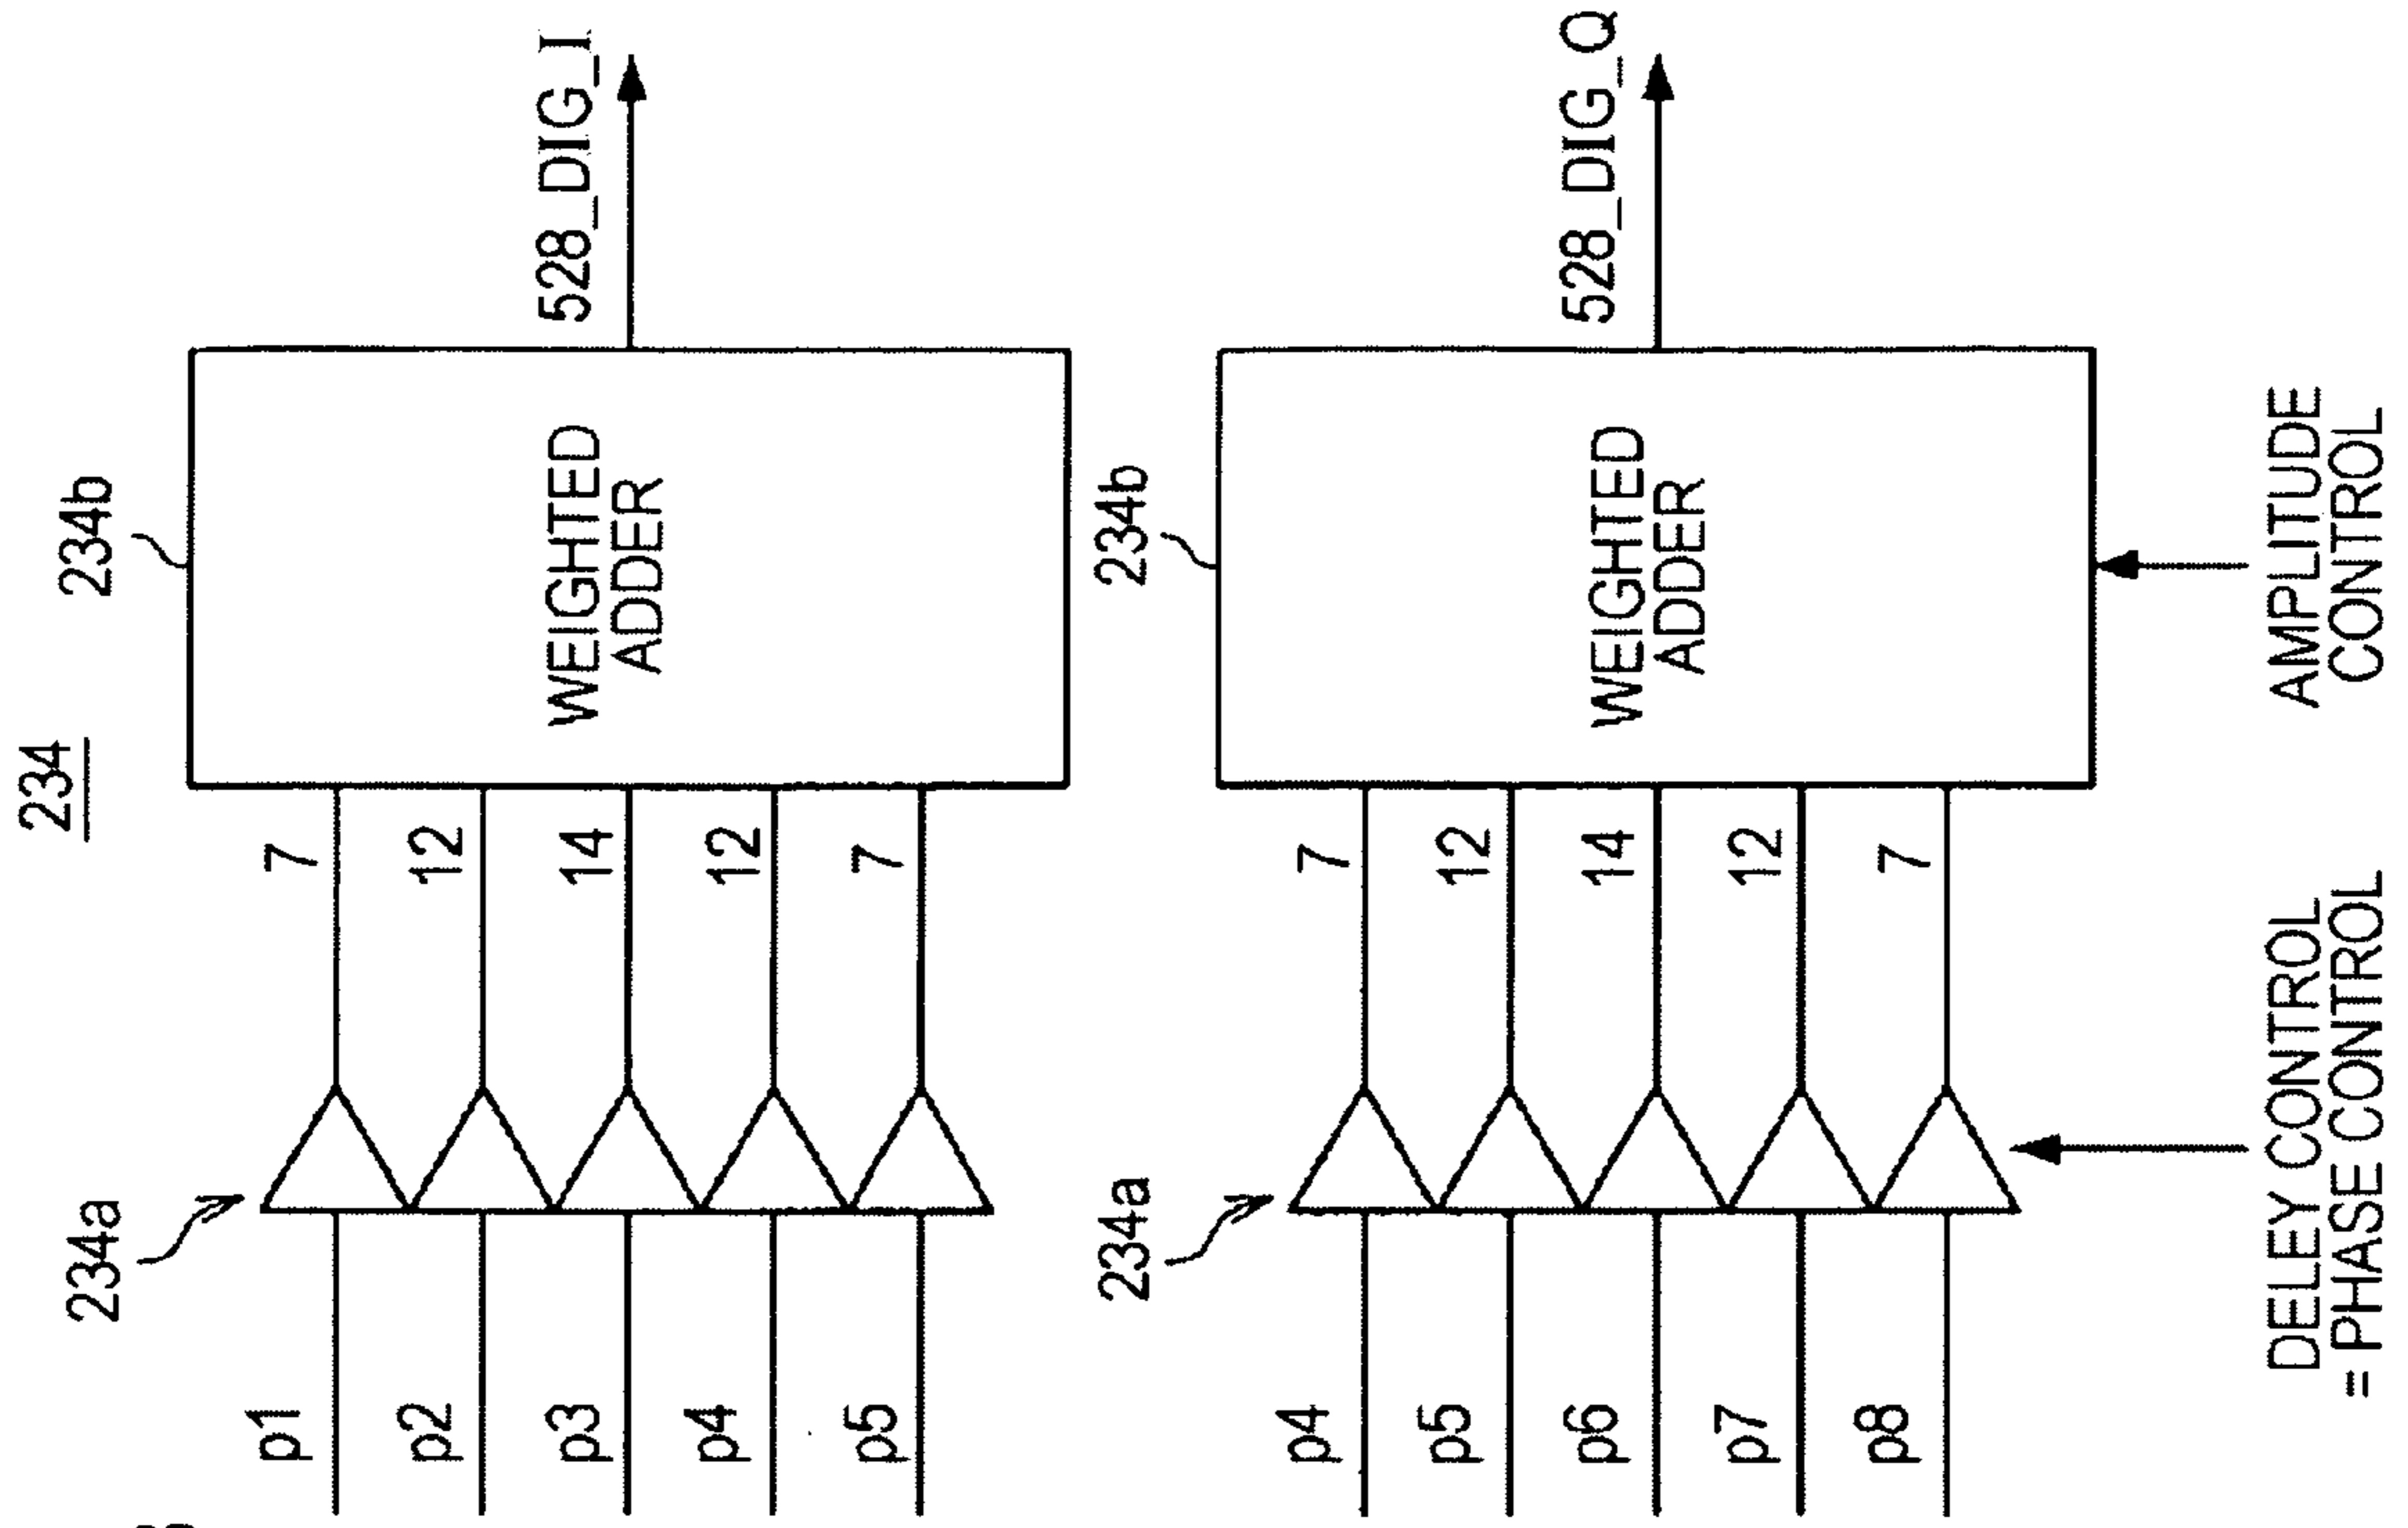 234
234a
234b
p1
7
p2
12
p3
14
p4
12
p5
7
WEIGHTED
ADDER
528_DIG_I
234a
234b
p4
7
p5
12
p6
14
p7
12
p8
7
WEIGHTED
ADDER
528_DIG_Q
DELEY CONTROL
= PHASE CONTROL
AMPLITUDE
CONTROL